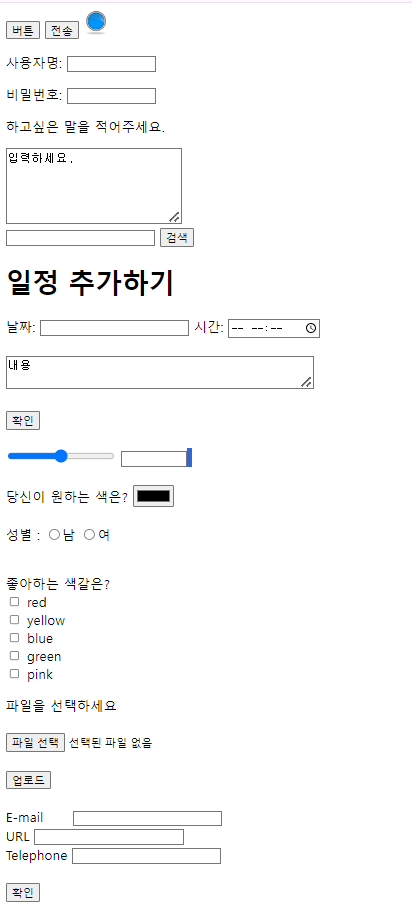 버튼 전송
사용자명:
비밀번호:
하고싶은 말을 적어주세요.
입력하세요.
검색
일정 추가하기
날짜: 시간: -- --:--
내용
확인
당신이 원하는 색은?
성별 : 남 여
좋아하는 색같은?
red
yellow
blue
green
pink
파일을 선택하세요
파일 선택 선택된 파일 없음
업로드
E-mail
URL
Telephone
확인